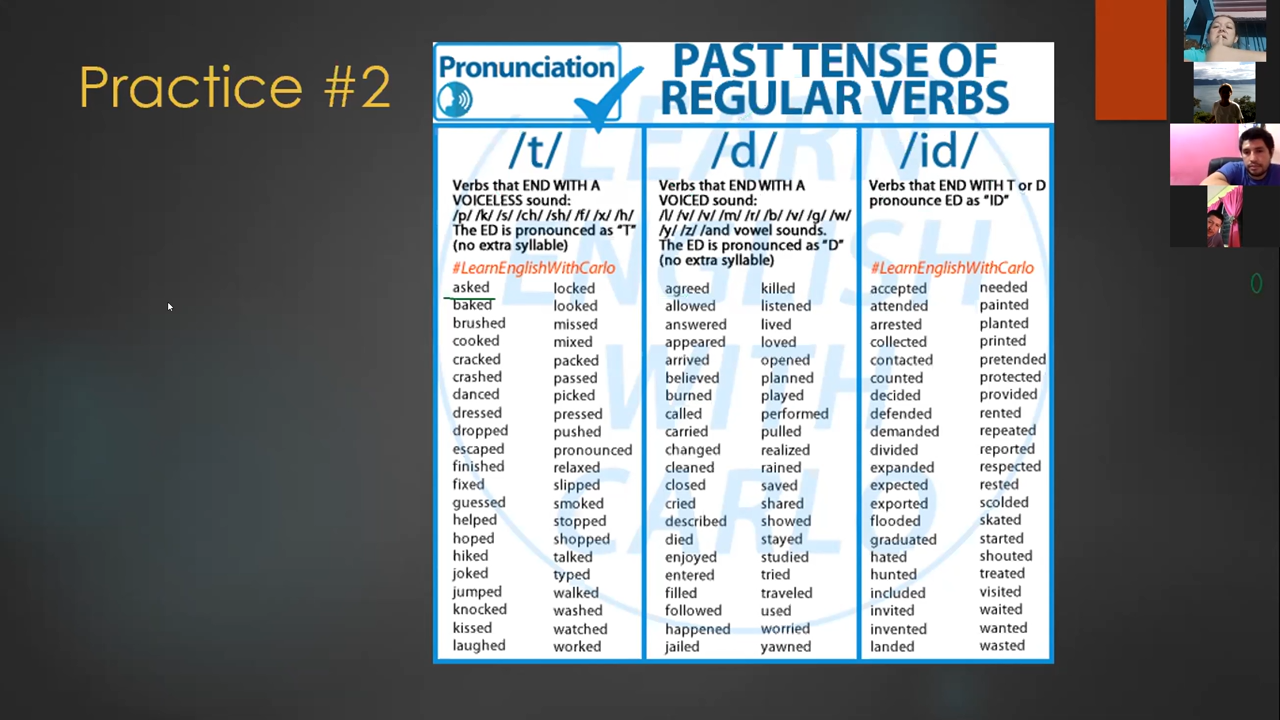 Practice #2
Pronunciation
PAST TENSE OF
REGULAR VERBS
/t/
Verbs that END WITH A
VOICELESS sound:
/p/ /k/ /s/ /ch/ /sh/ /f/ /x/ /h/
The ED is pronounced as “T”
(no extra syllable)
#LearnEnglishWithCarlo
asked locked
baked looked
brushed missed
cooked mixed
cracked packed
crashed passed
danced picked
dressed pressed
dropped pushed
escaped pronounced
finished relaxed
fixed slipped
guessed smoked
helped stopped
hoped shopped
hiked talked
joked typed
jumped walked
knocked washed
kissed watched
laughed worked
/d/
Verbs that END WITH A
VOICED sound:
/l/ /v/ /v/ /m/ /r/ /b/ /v/ /g/ /w/
/y/ /z/ /and vowel sounds.
The ED is pronounced as “D”
(no extra syllable)
agreed killed
allowed listened
answered lived
appeared loved
arrived opened
believed planned
burned played
called performed
carried pulled
changed realized
cleaned rained
closed saved
cried shared
described showed
died stayed
enjoyed studied
entered tried
filled traveled
followed used
happened worried
jailed yawned
/id/
Verbs that END WITH T or D
pronounce ED as “ID”
#LearnEnglishWithCarlo
accepted needed
attended painted
arrested planted
collected printed
contacted pretended
counted protected
decided provided
defended rented
demanded repeated
divided reported
expanded respected
expected rested
exported scolded
flooded skated
graduated started
hated shouted
hunted treated
included visited
invited waited
invented wanted
landed wasted
LEARN
ENGLISH
WITH
CARLO
0